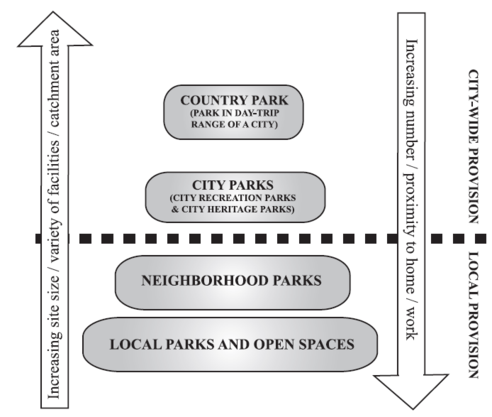 Increasing site size / variety of facilities / catchment area
COUNTRY PARK
(PARK IN DAY-TRIP
RANGE OF A CITY)
CITY PARKS
(CITY RECREATION PARKS
& CITY HERITAGE PARKS)
NEIGHBORHOOD PARKS
LOCAL PARKS AND OPEN SPACES
Increasing number / proximity to home / work
CITY-WIDE PROVISION
LOCAL PROVISION